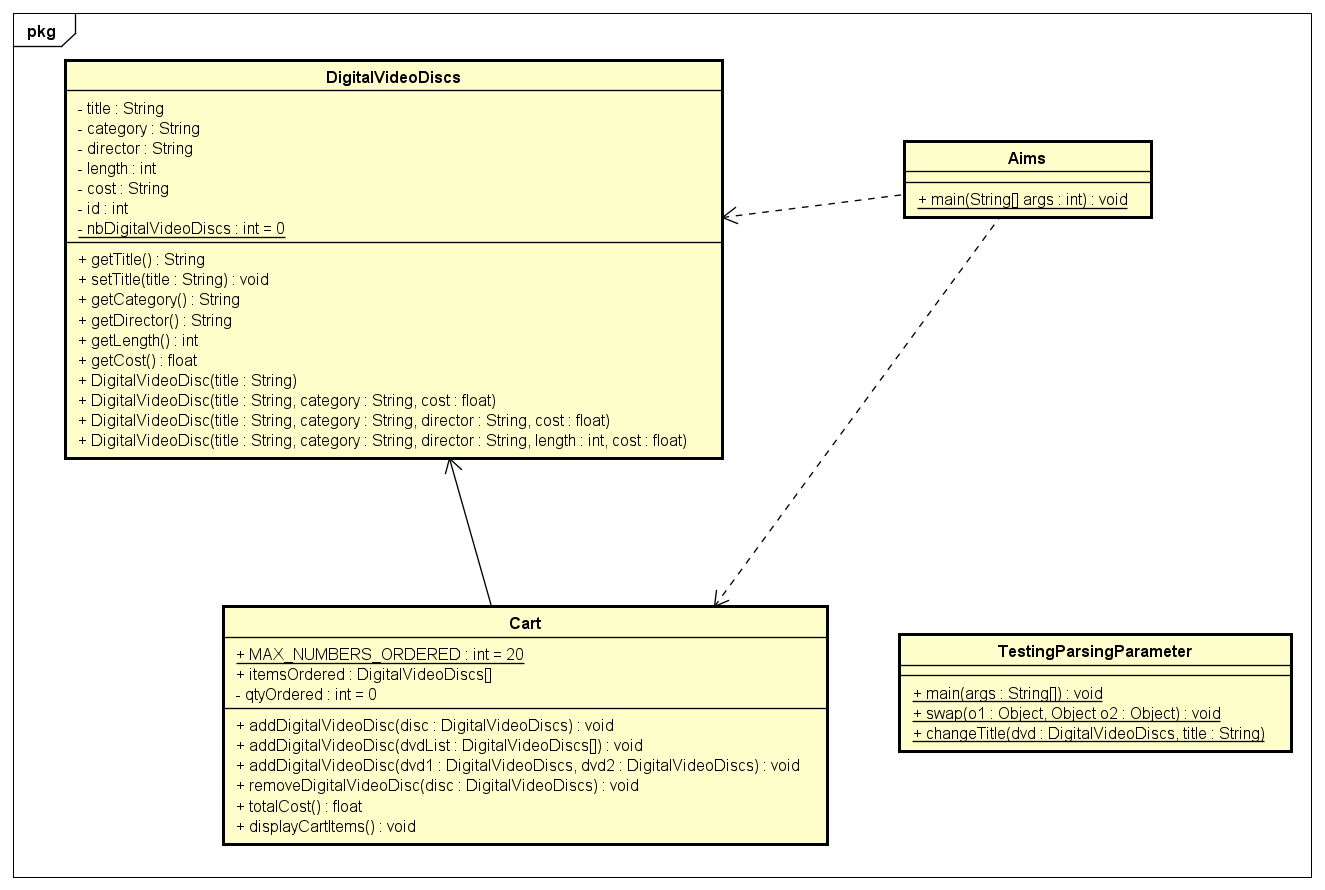 pkg
DigitalVideoDiscs
- title : String
- category : String
- director : String
- length : int
- cost : String
- id : int
- nbDigitalVideoDiscs : int = 0
+ getTitle() : String
+ setTitle(title : String) : void
+ getCategory() : String
+ getDirector() : String
+ getLength() : int
+ getCost() : float
+ DigitalVideoDisc(title : String)
+ DigitalVideoDisc(title : String, category : String, cost : float)
+ DigitalVideoDisc(title : String, category : String, director : String, cost : float)
+ DigitalVideoDisc(title : String, category : String, director : String, length : int, cost : float)
Aims
+ main(String[] args : int) : void
Cart
+ MAX_NUMBERS_ORDERED : int = 20
+ itemsOrdered : DigitalVideoDiscs[]
- qtyOrdered : int = 0
+ addDigitalVideoDisc(disc : DigitalVideoDiscs) : void
+ addDigitalVideoDisc(dvdList : DigitalVideoDiscs[]) : void
+ addDigitalVideoDisc(dvd1 : DigitalVideoDiscs, dvd2 : DigitalVideoDiscs) : void
+ removeDigitalVideoDisc(disc : DigitalVideoDiscs) : void
+ totalCost() : float
+ displayCartItems() : void
TestingParsingParameter
+ main(args : String[]) : void
+ swap(o1 : Object, Object o2 : Object) : void
+ changeTitle(dvd : DigitalVideoDiscs, title : String)